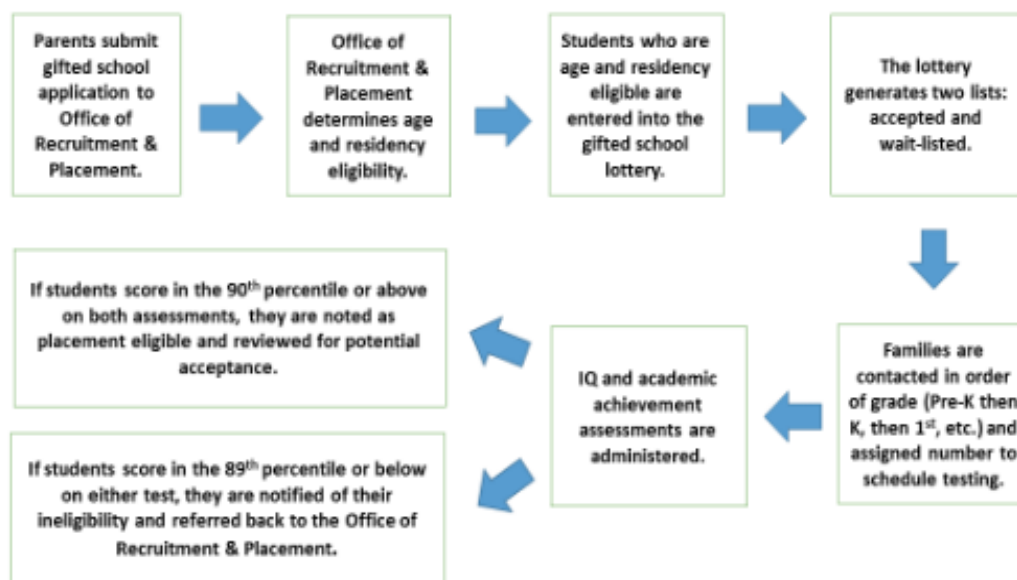 Parents submit
gifted school
application to
Office of
Recruitment &
Placement.
Office of
Recruitment &
Placement
determines age
and residency
eligibility.
Students who are
age and residency
eligible are
entered into the
gifted school
lottery.
The lottery
generates two lists:
accepted and
wait-listed.
Families are
contacted in order
of grade (Pre-K then
K, then 1st, etc.) and
assigned number to
schedule testing.
IQ and academic
achievement
assessments are
administered.
If students score in the 90th percentile or above
on both assessments, they are noted as
placement eligible and reviewed for potential
acceptance.
If students score in the 89th percentile or below
on either test, they are notified of their
ineligibility and referred back to the Office of
Recruitment & Placement.